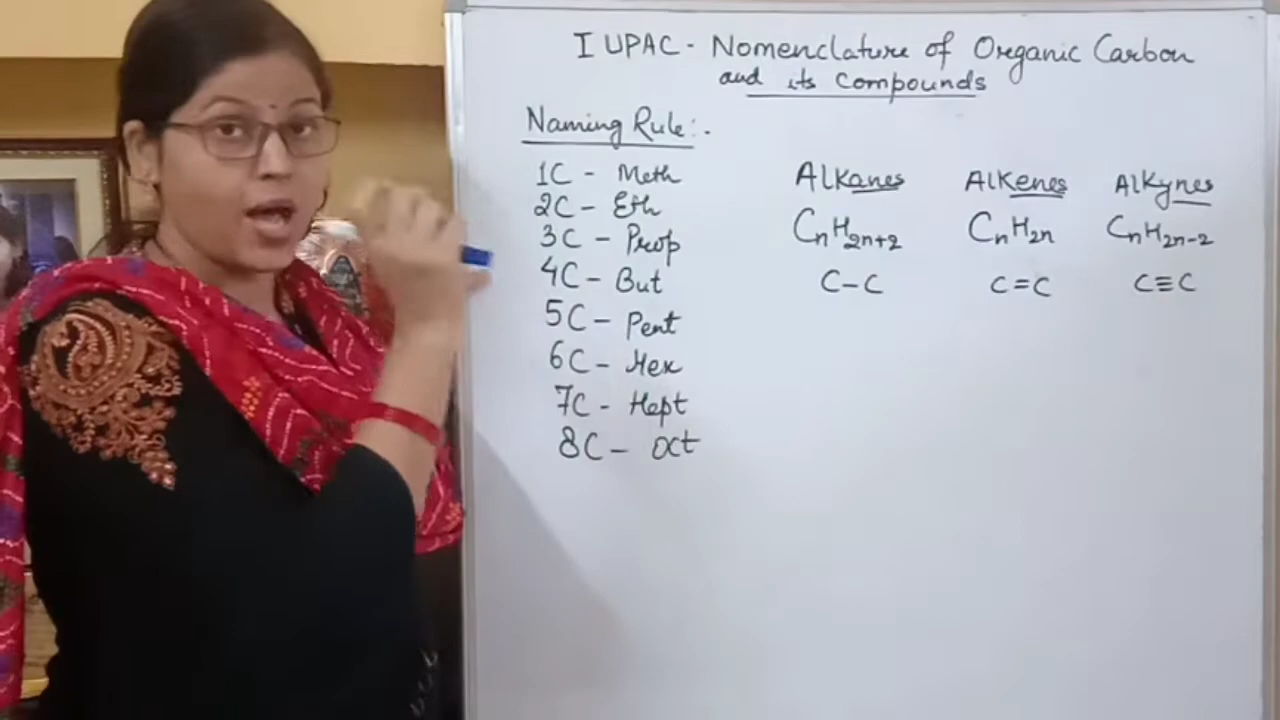 IUPAC - Nomenclature of Organic Carbon
and its Compounds
Naming Rule:-
1C - Meth
2C - Eth
3C - Prop
4C - But
5C - Pent
6C - Hex
7C - Hept
8C - Oct
Alkanes Alkenes Alkynes
CnH2n+2 CnH2n CnH2n-2
C-C C=C C≡C